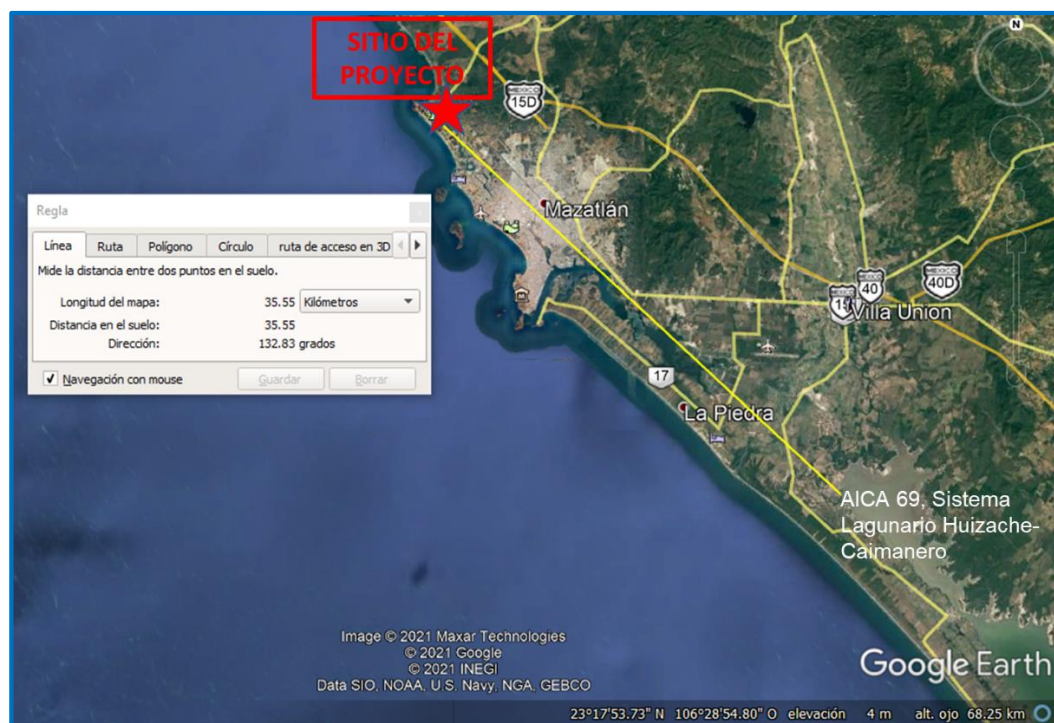 SITIO DEL
PROYECTO
N
MEXICO
15D
Mazatlán
Regla
Línea Ruta Polígono Círculo ruta de acceso en 3D
Mide la distancia entre dos puntos en el suelo.
Longitud del mapa: 35.55 Kilómetros
Distancia en el suelo: 35.55
Dirección: 132.83 grados
Navegación con mouse Guardar Borrar
MEXICO
40
MEXICO
40D
15
Villa Union
17
La Piedra
AICA 69, Sistema
Lagunario Huizache-
Caimanero
Image © 2021 Maxar Technologies
© 2021 Google
© 2021 INEGI
Data SIO, NOAA, U.S. Navy, NGA, GEBCO
Google Earth
23°17'53.73" N 106°28'54.80" O elevación 4 m alt. ojo 68.25 km